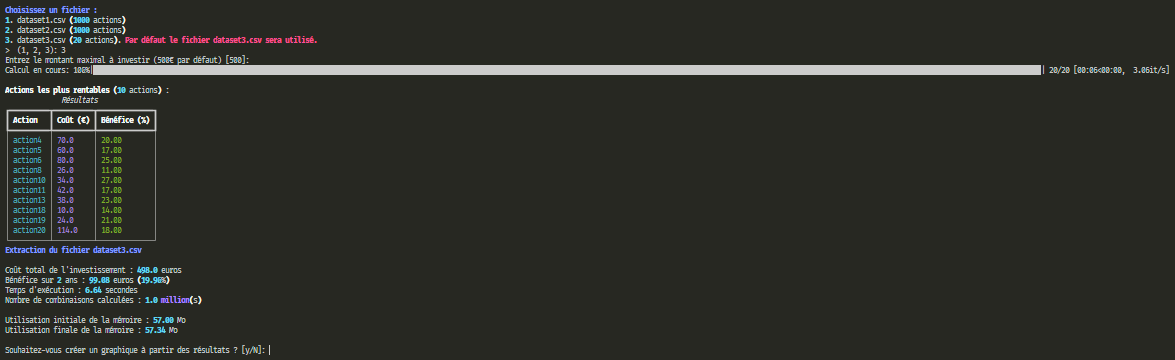 Choisissez un fichier :
1. dataset1.csv (1000 actions)
2. dataset2.csv (1000 actions)
3. dataset3.csv (20 actions). Par défaut le fichier dataset3.csv sera utilisé.
> (1, 2, 3): 3
Entrez le montant maximal à investir (500€ par défaut) [500]:
Calcul en cours: 100%| | 20/20 [00:06<00:00, 3.06it/s]
Actions les plus rentables (10 actions) :
Résultats
Action Coût (€) Bénéfice (%)
action4 70.0 20.00
action5 60.0 17.00
action6 80.0 25.00
action8 26.0 11.00
action10 34.0 27.00
action11 42.0 17.00
action13 38.0 23.00
action18 10.0 14.00
action19 24.0 21.00
action20 114.0 18.00
Extraction du fichier dataset3.csv
Coût total de l'investissement : 498.0 euros
Bénéfice sur 2 ans : 99.08 euros (19.96%)
Temps d'exécution : 6.64 secondes
Nombre de combinaisons calculées : 1.0 million(s)
Utilisation initiale de la mémoire : 57.00 Mo
Utilisation finale de la mémoire : 57.34 Mo
Souhaitez-vous créer un graphique à partir des résultats ? [y/N]: